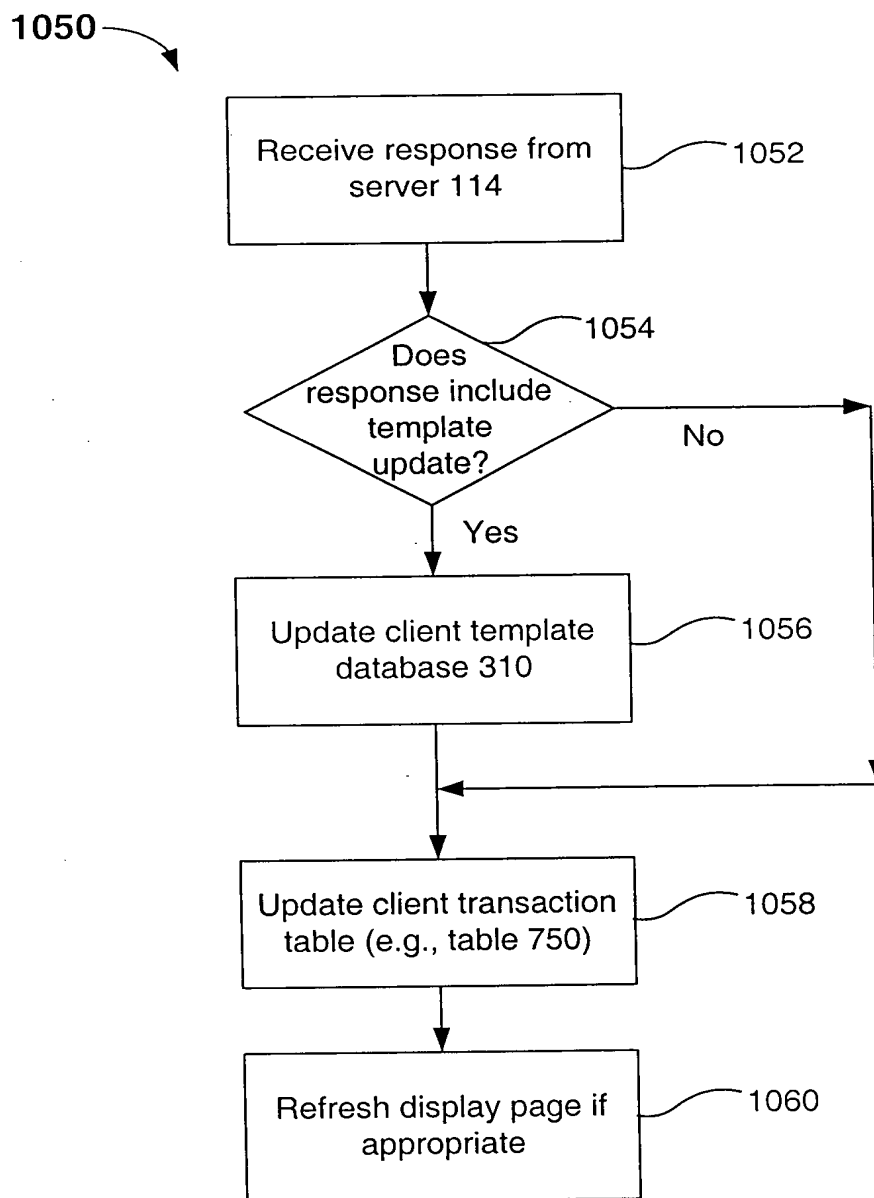 1050
Receive response from
server 114
1052
1054
Does
response include
template
update?
No
Yes
Update client template
database 310
1056
Update client transaction
table (e.g., table 750)
1058
Refresh display page if
appropriate
1060